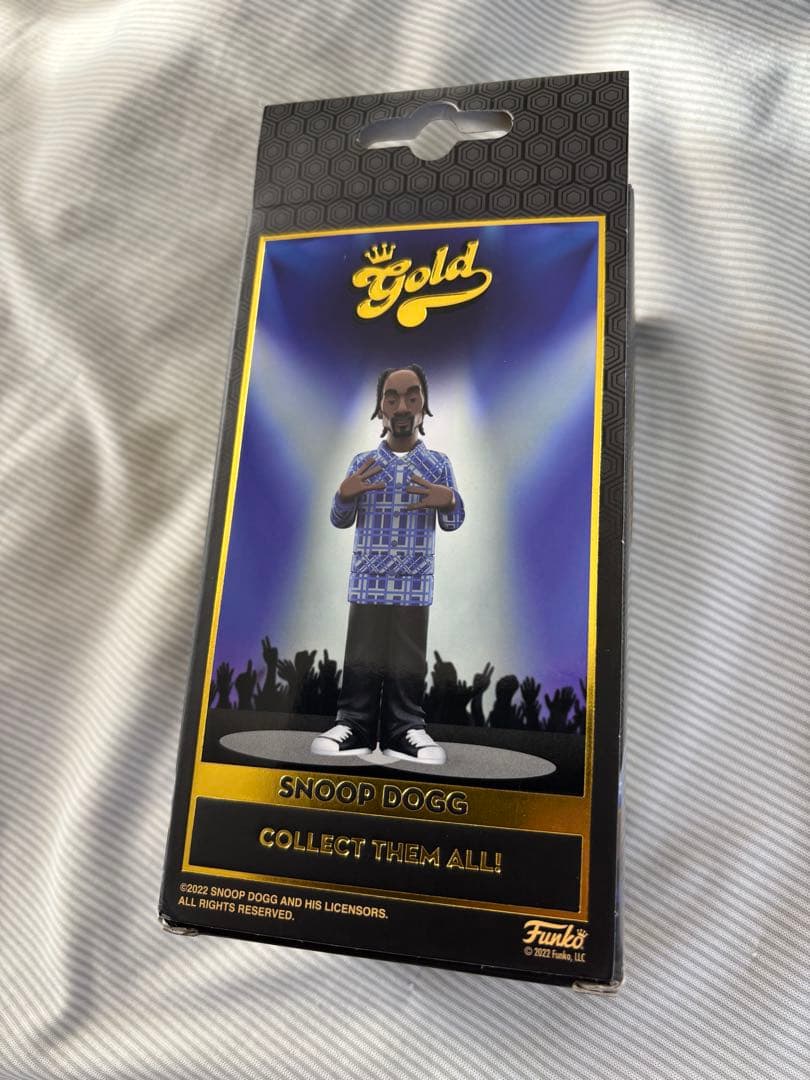 Gold
SNOOP DOGG
COLLECT THEM ALL!
©2022 SNOOP DOGG AND HIS LICENSORS.
ALL RIGHTS RESERVED.
Funko
© 2022 Funko, LLC